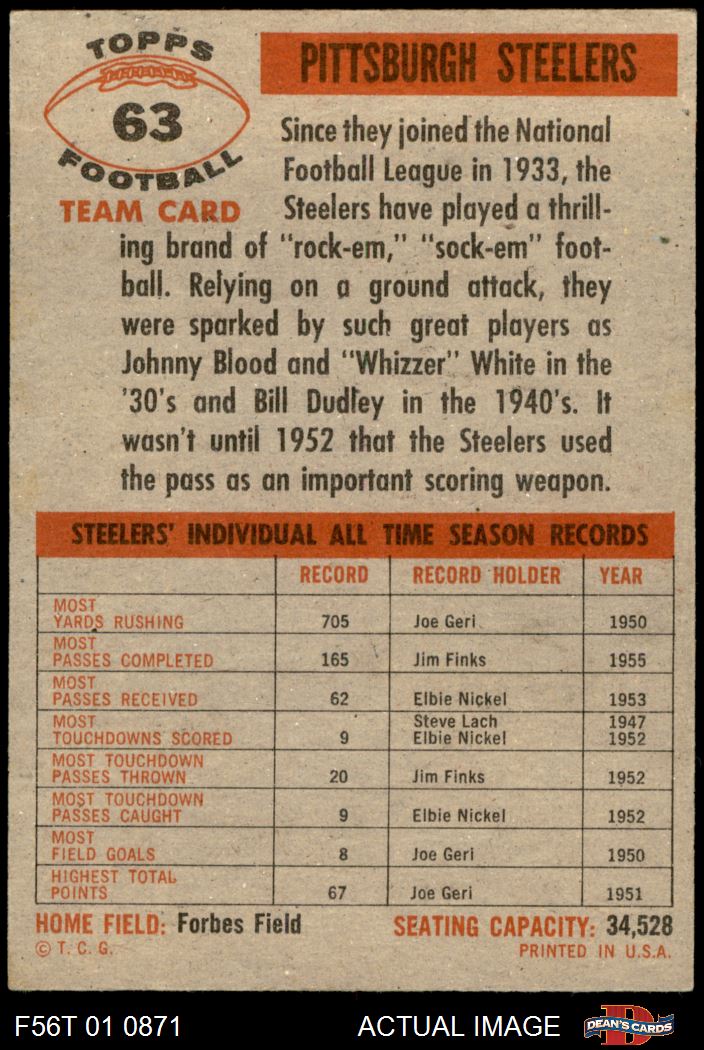 TOPPS
63
FOOTBALL
TEAM CARD
PITTSBURGH STEELERS
Since they joined the National
Football League in 1933, the
Steelers have played a thrill-
ing brand of "rock-em," "sock-em" foot-
ball. Relying on a ground attack, they
were sparked by such great players as
Johnny Blood and "Whizzer" White in the
'30's and Bill Dudley in the 1940's. It
wasn't until 1952 that the Steelers used
the pass as an important scoring weapon.
STEELERS' INDIVIDUAL ALL TIME SEASON RECORDS
RECORD RECORD HOLDER YEAR
MOST
YARDS RUSHING 705 Joe Geri 1950
MOST
PASSES COMPLETED 165 Jim Finks 1955
MOST
PASSES RECEIVED 62 Elbie Nickel 1953
MOST Steve Lach 1947
TOUCHDOWNS SCORED 9 Elbie Nickel 1952
MOST TOUCHDOWN
PASSES THROWN 20 Jim Finks 1952
MOST TOUCHDOWN
PASSES CAUGHT 9 Elbie Nickel 1952
MOST
FIELD GOALS 8 Joe Geri 1950
HIGHEST TOTAL
POINTS 67 Joe Geri 1951
HOME FIELD: Forbes Field SEATING CAPACITY: 34,528
© T. C. G. PRINTED IN U.S.A.
F56T 01 0871 ACTUAL IMAGE D DEAN'S CARDS